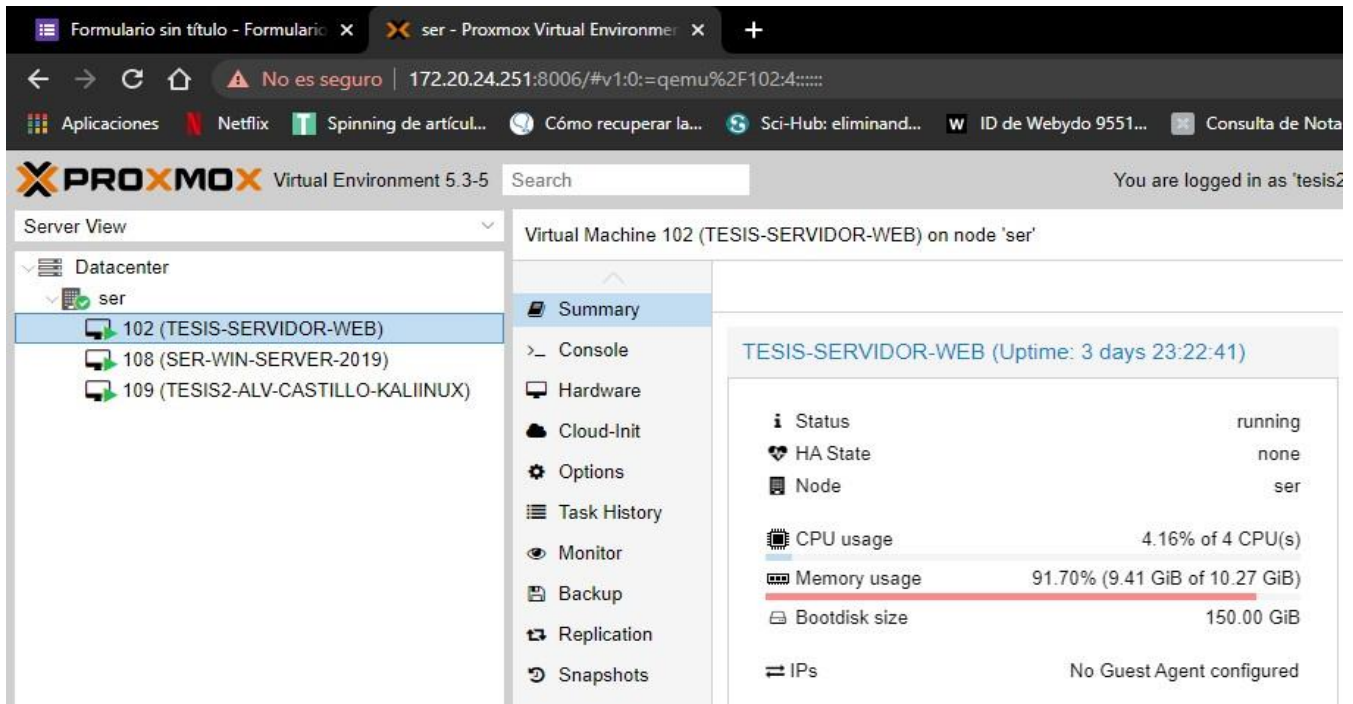 Formulario sin título - Formulario
ser - Proxmox Virtual Environmen
No es seguro | 172.20.24.251:8006/#v1:0:=qemu%2F102:4::::::
Aplicaciones Netflix Spinning de artícul... Cómo recuperar la... Sci-Hub: eliminand... ID de Webydo 9551... Consulta de Nota
PROXMOX Virtual Environment 5.3-5 Search You are logged in as 'tesis2
Server View
Virtual Machine 102 (TESIS-SERVIDOR-WEB) on node 'ser'
Datacenter
ser
102 (TESIS-SERVIDOR-WEB)
108 (SER-WIN-SERVER-2019)
109 (TESIS2-ALV-CASTILLO-KALIINUX)
Summary
Console
Hardware
Cloud-Init
Options
Task History
Monitor
Backup
Replication
Snapshots
TESIS-SERVIDOR-WEB (Uptime: 3 days 23:22:41)
Status running
HA State none
Node ser
CPU usage 4.16% of 4 CPU(s)
Memory usage 91.70% (9.41 GiB of 10.27 GiB)
Bootdisk size 150.00 GiB
IPs No Guest Agent configured